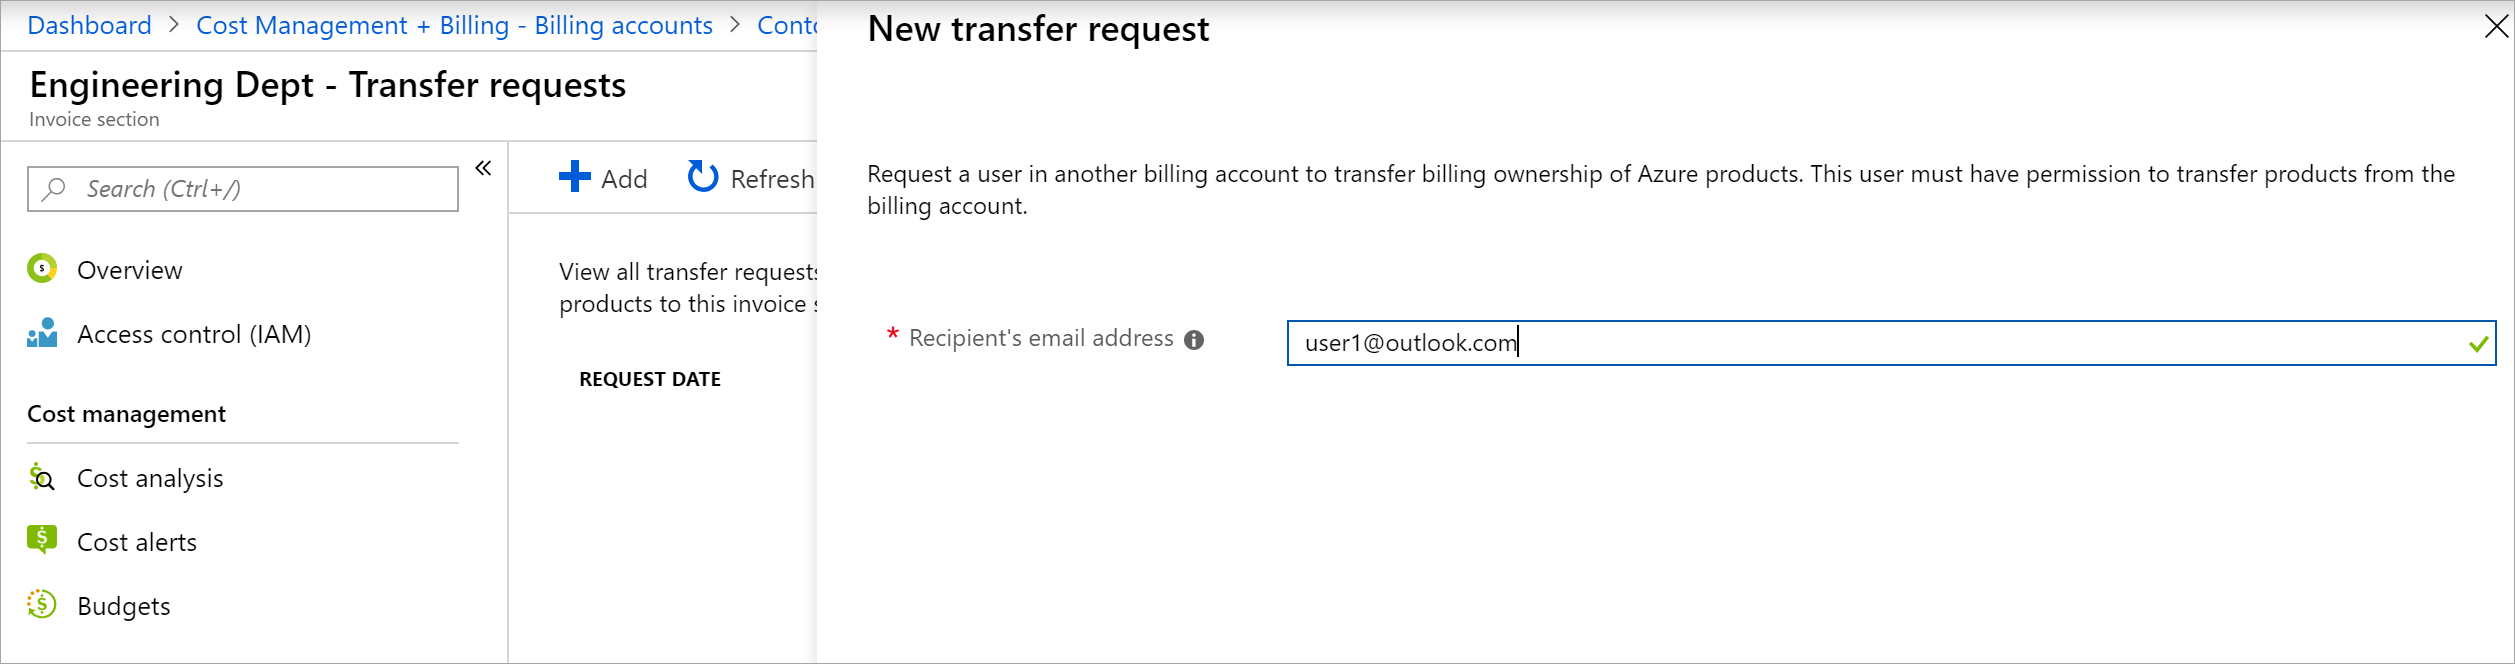 Dashboard > Cost Management + Billing - Billing accounts >
Engineering Dept - Transfer requests
Invoice section
Search (Ctrl+/)
Overview
Access control (IAM)
Cost management
Cost analysis
Cost alerts
Budgets
Add
Refresh
View all transfer requests
products to this invoice
REQUEST DATE
New transfer request
Request a user in another billing account to transfer billing ownership of Azure products. This user must have permission to transfer products from the
billing account.
* Recipient's email address
user1@outlook.com